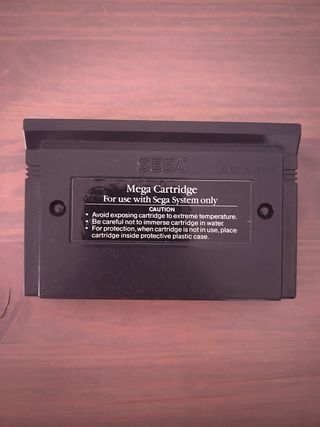 SEGA
Mega Cartridge
For use with Sega System only
CAUTION
• Avoid exposing cartridge to extreme temperature.
• Be careful not to immerse cartridge in water.
• For protection, when cartridge is not in use, place
cartridge inside protective plastic case.